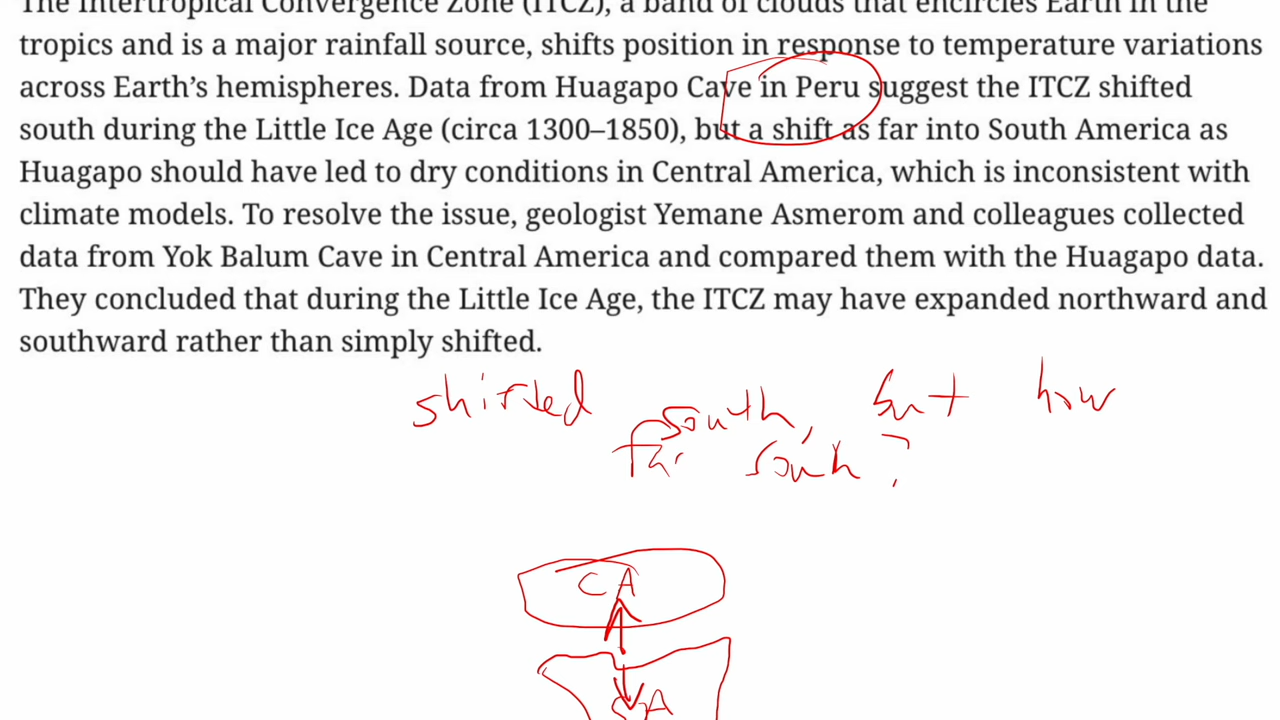 The Intertropical Convergence Zone (ITCZ), a band of clouds that encircles Earth in the
tropics and is a major rainfall source, shifts position in response to temperature variations
across Earth’s hemispheres. Data from Huagapo Cave in Peru suggest the ITCZ shifted
south during the Little Ice Age (circa 1300–1850), but a shift as far into South America as
Huagapo should have led to dry conditions in Central America, which is inconsistent with
climate models. To resolve the issue, geologist Yemane Asmerom and colleagues collected
data from Yok Balum Cave in Central America and compared them with the Huagapo data.
They concluded that during the Little Ice Age, the ITCZ may have expanded northward and
southward rather than simply shifted.
shifted south, but how
far south?
CA
SA